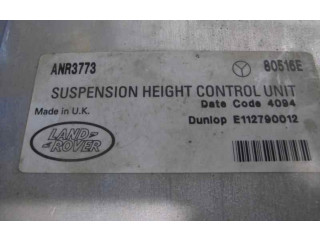 ANR3773
80516E
SUSPENSION HEIGHT CONTROL UNIT
Date Code 4094
Made in U.K.
Dunlop E112790012
LAND
ROVER